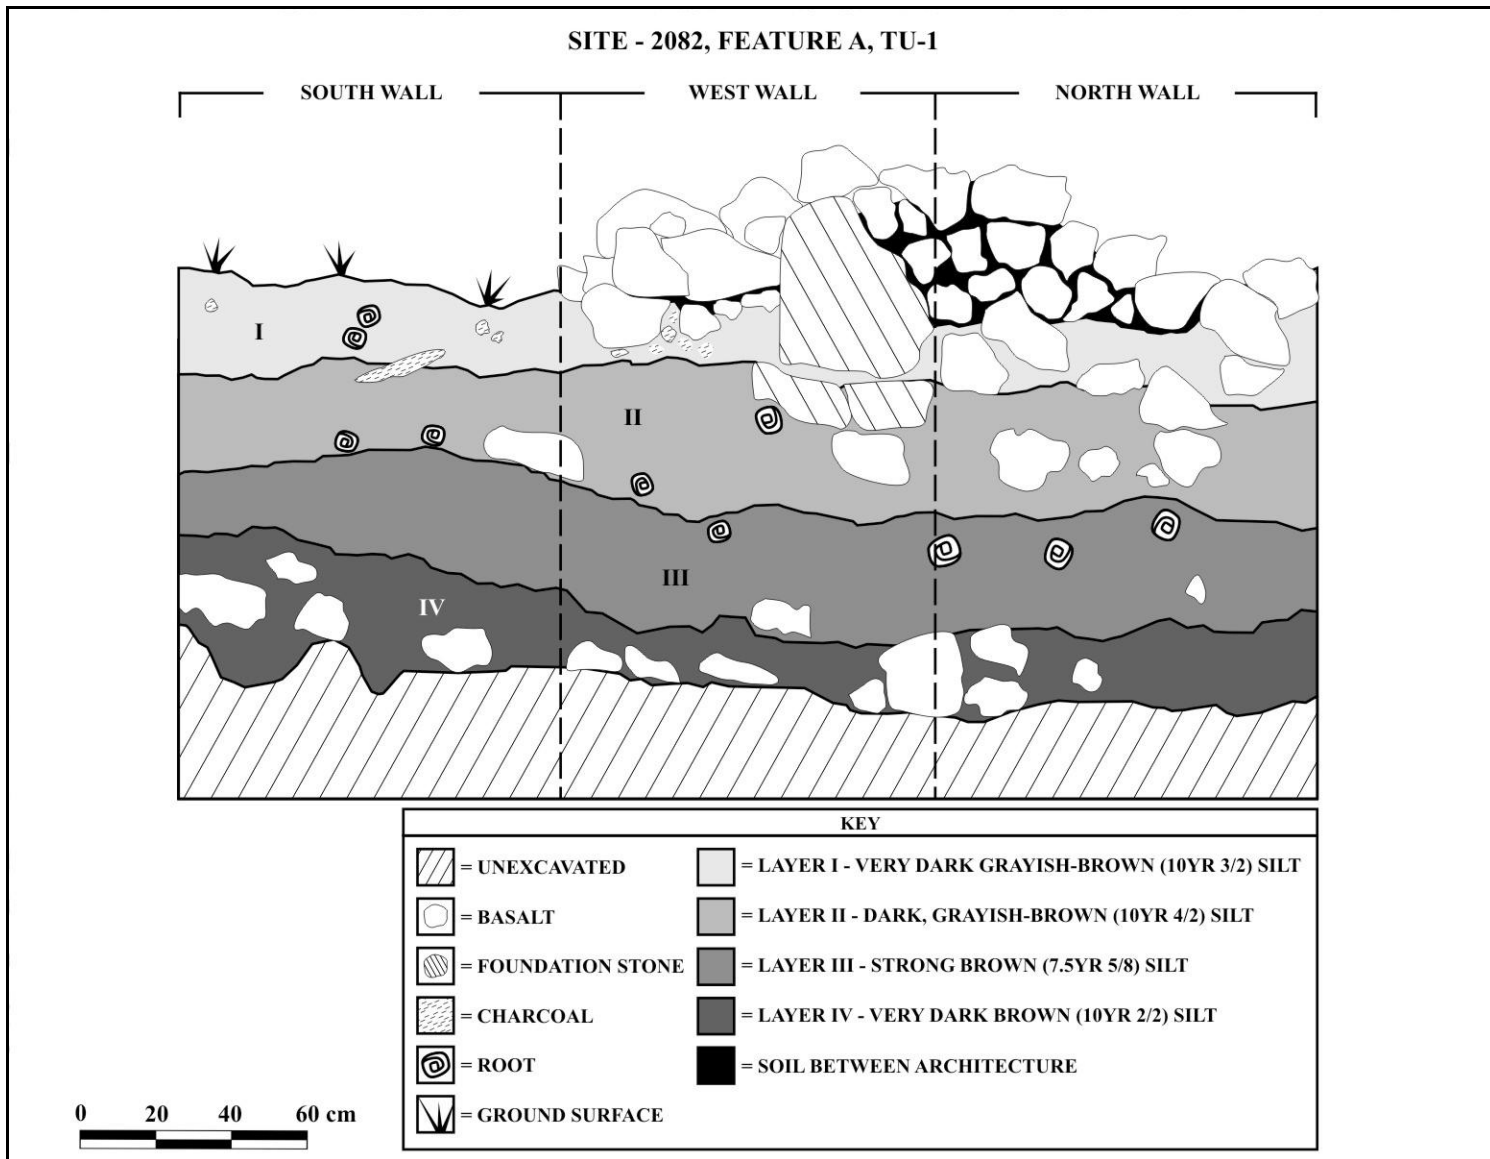 SITE - 2082, FEATURE A, TU-1
SOUTH WALL
WEST WALL
NORTH WALL
I
II
III
IV
KEY
= UNEXCAVATED
= BASALT
= FOUNDATION STONE
= CHARCOAL
= ROOT
= GROUND SURFACE
= LAYER I - VERY DARK GRAYISH-BROWN (10YR 3/2) SILT
= LAYER II - DARK, GRAYISH-BROWN (10YR 4/2) SILT
= LAYER III - STRONG BROWN (7.5YR 5/8) SILT
= LAYER IV - VERY DARK BROWN (10YR 2/2) SILT
= SOIL BETWEEN ARCHITECTURE
0 20 40 60 cm